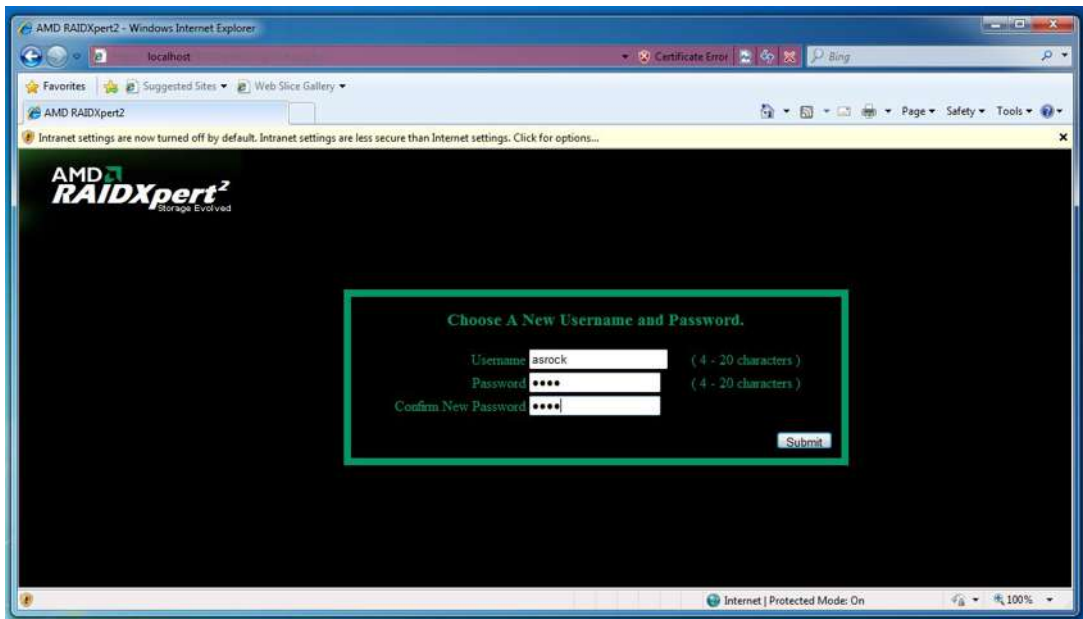 AMD RAIDXpert2 - Windows Internet Explorer
localhost
Certificate Error
Bing
Favorites
Suggested Sites
Web Slice Gallery
AMD RAIDXpert2
Page
Safety
Tools
Intranet settings are now turned off by default. Intranet settings are less secure than Internet settings. Click for options...
AMD
RAIDXpert2
Storage Evolved
Choose A New Username and Password.
Username asrock ( 4 - 20 characters )
Password •••• ( 4 - 20 characters )
Confirm New Password ••••
Submit
Internet | Protected Mode: On
100%